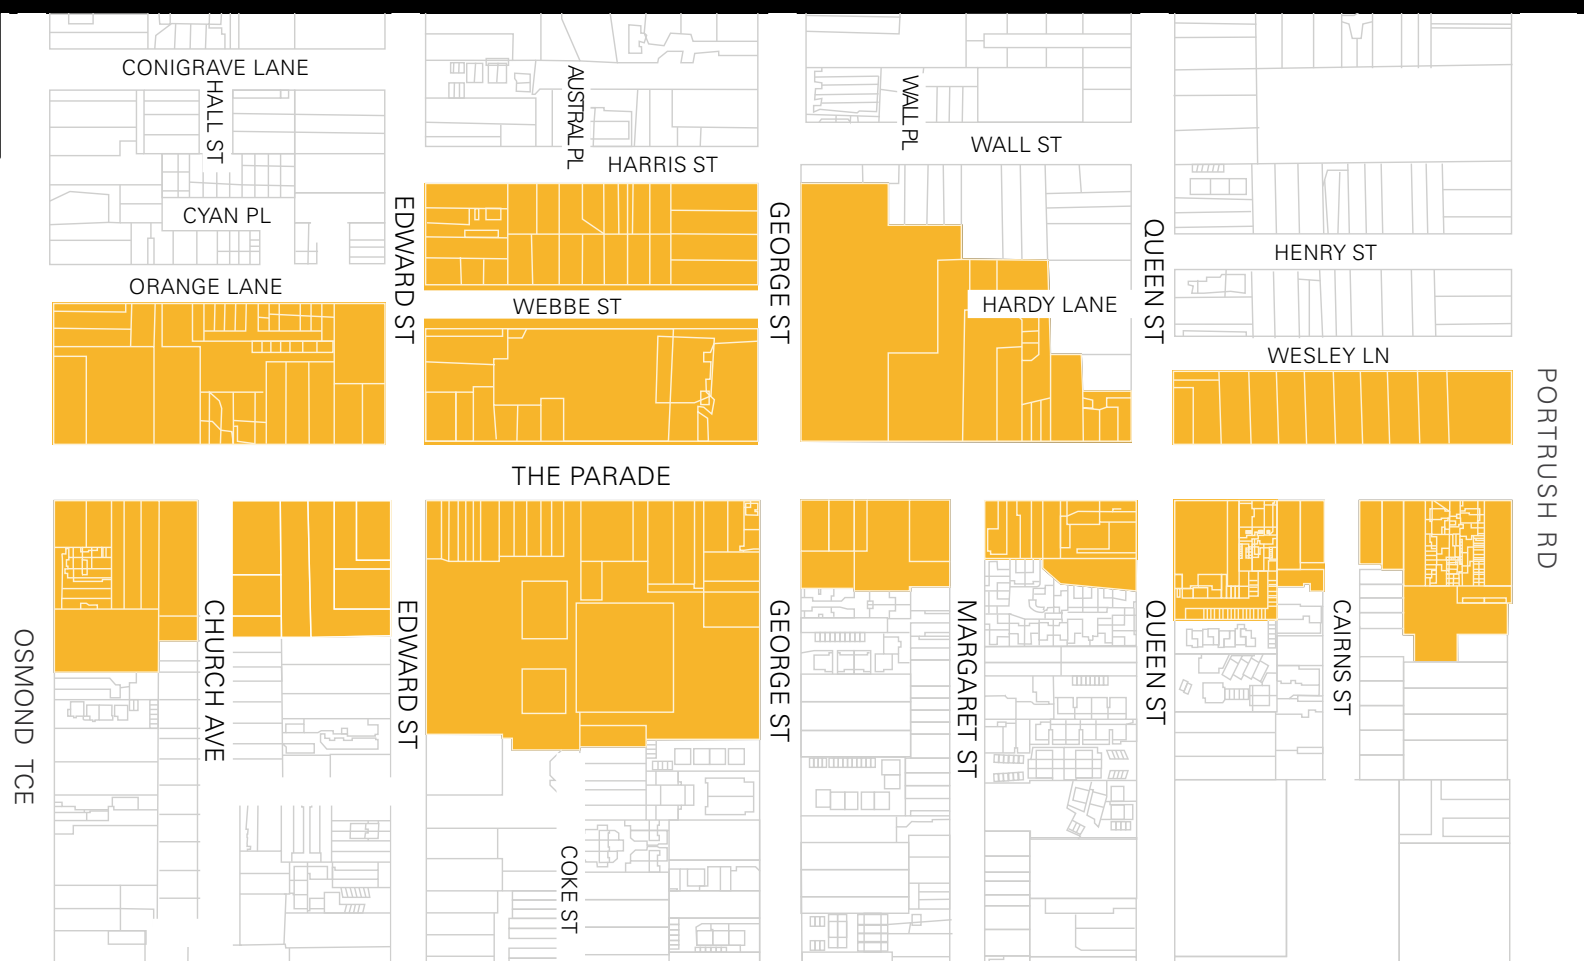 CONIGRAVE LANE
HALL ST
AUSTRAL PL
WALL PL
WALL ST
HARRIS ST
CYAN PL
EDWARD ST
GEORGE ST
QUEEN ST
HENRY ST
ORANGE LANE
WEBBE ST
HARDY LANE
WESLEY LN
PORTRUSH RD
THE PARADE
OSMOND TCE
CHURCH AVE
EDWARD ST
GEORGE ST
MARGARET ST
QUEEN ST
CAIRNS ST
COKE ST